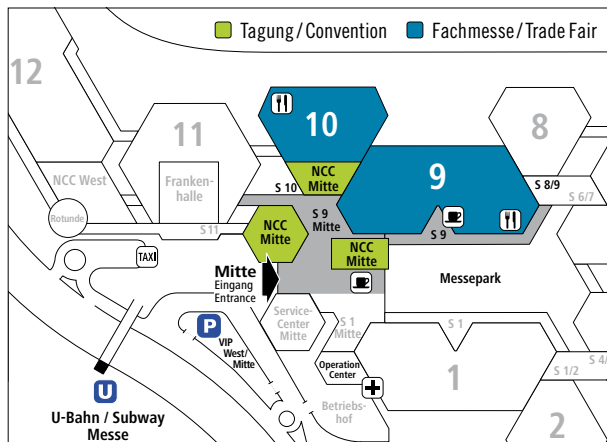 Tagung / Convention
Fachmesse / Trade Fair
12
11
10
8
9
NCC West
Franken-
halle
NCC
Mitte
S 10
S 8/9
S 6/7
Rotunde
S 11
NCC
Mitte
S 9
Mitte
S 9
NCC
Mitte
TAXI
Mitte
Eingang
Entrance
Messepark
Service-
Center
Mitte
S 1
Mitte
S 1
P
VIP
West/
Mitte
Operation
Center
1
S 4/
S 1/2
U
Betriebs-
hof
2
U-Bahn / Subway
Messe